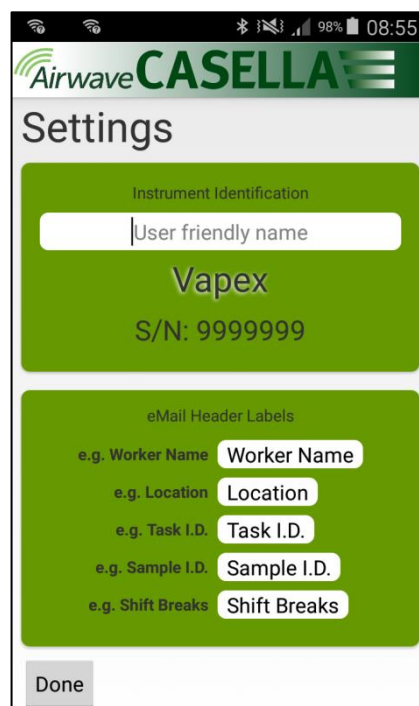 98% 08:55
Airwave CASELLA
Settings
Instrument Identification
User friendly name
Vapex
S/N: 9999999
eMail Header Labels
e.g. Worker Name Worker Name
e.g. Location Location
e.g. Task I.D. Task I.D.
e.g. Sample I.D. Sample I.D.
e.g. Shift Breaks Shift Breaks
Done